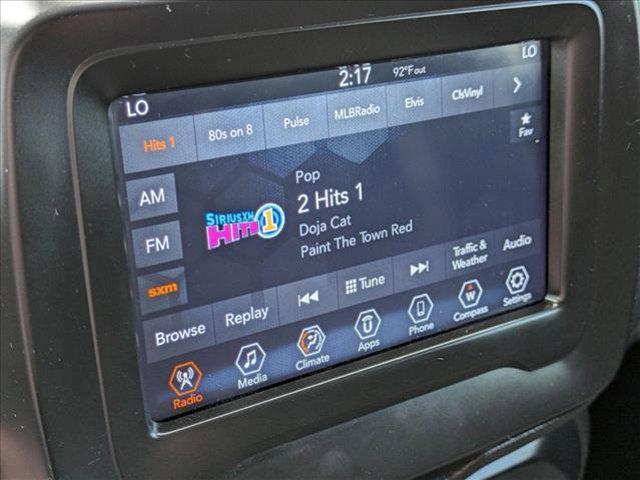 LO 2:17 92°F out LO
Hits 1 80s on 8 Pulse MLBRadio Elvis ClsVinyl >
AM
FM
sxm
SIRIUSXM
HITS 1
Pop
2 Hits 1
Doja Cat
Paint The Town Red
Fav
Browse Replay Tune Traffic & Weather Audio
Radio Media Climate Apps Phone W Compass Settings